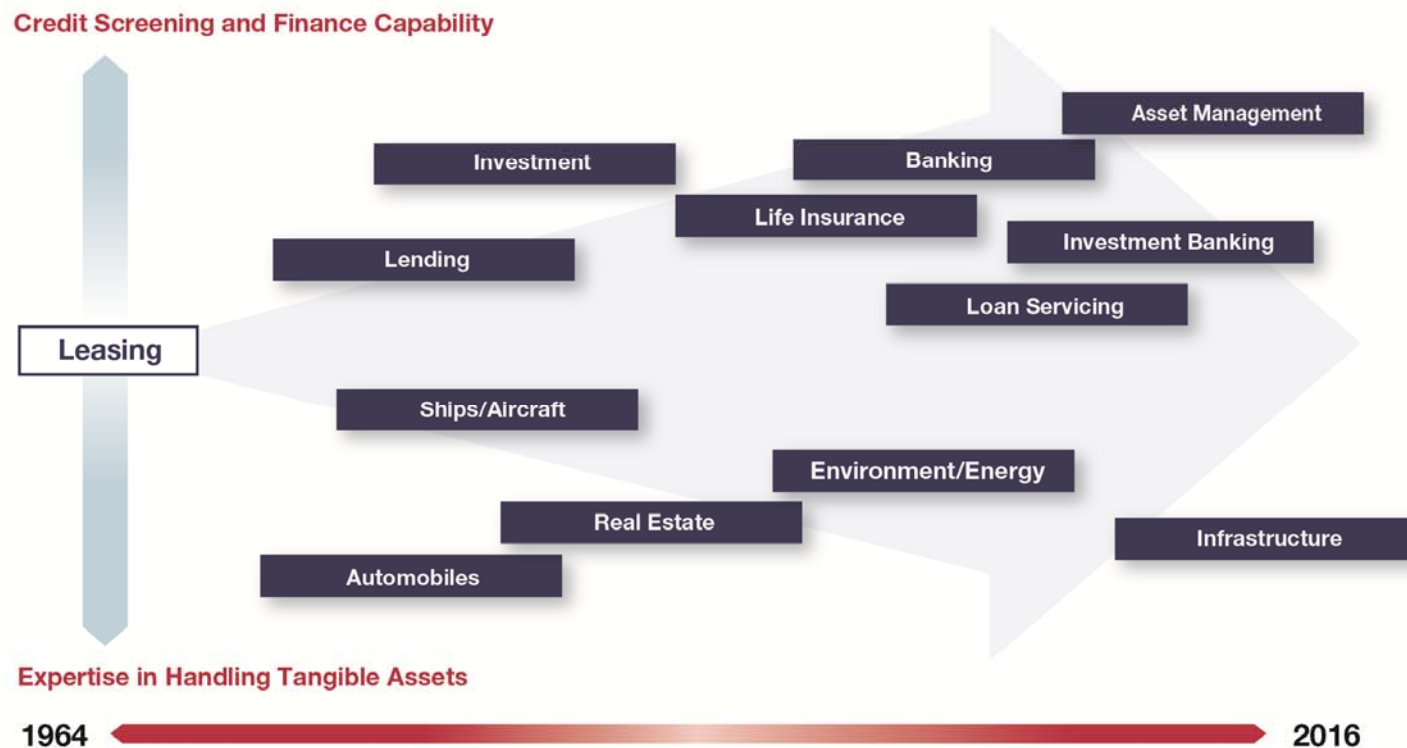 Credit Screening and Finance Capability
Asset Management
Investment
Banking
Life Insurance
Investment Banking
Lending
Loan Servicing
Leasing
Ships/Aircraft
Environment/Energy
Real Estate
Infrastructure
Automobiles
Expertise in Handling Tangible Assets
1964
2016